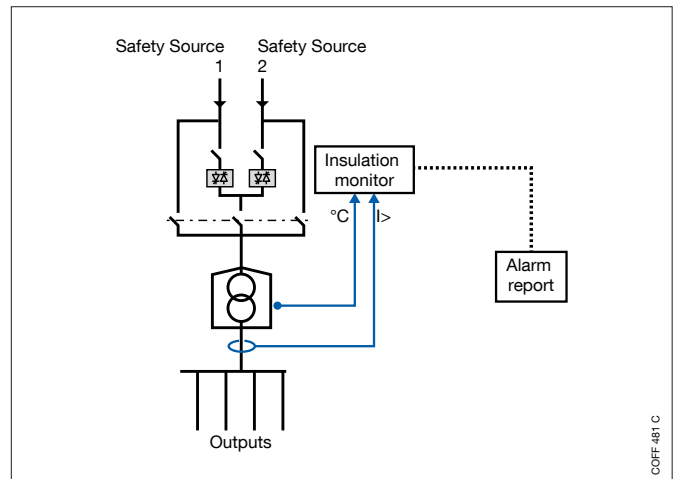 Safety Source
1
Safety Source
2
Insulation
monitor
°C
I>
Alarm
report
Outputs
COFF 481 C